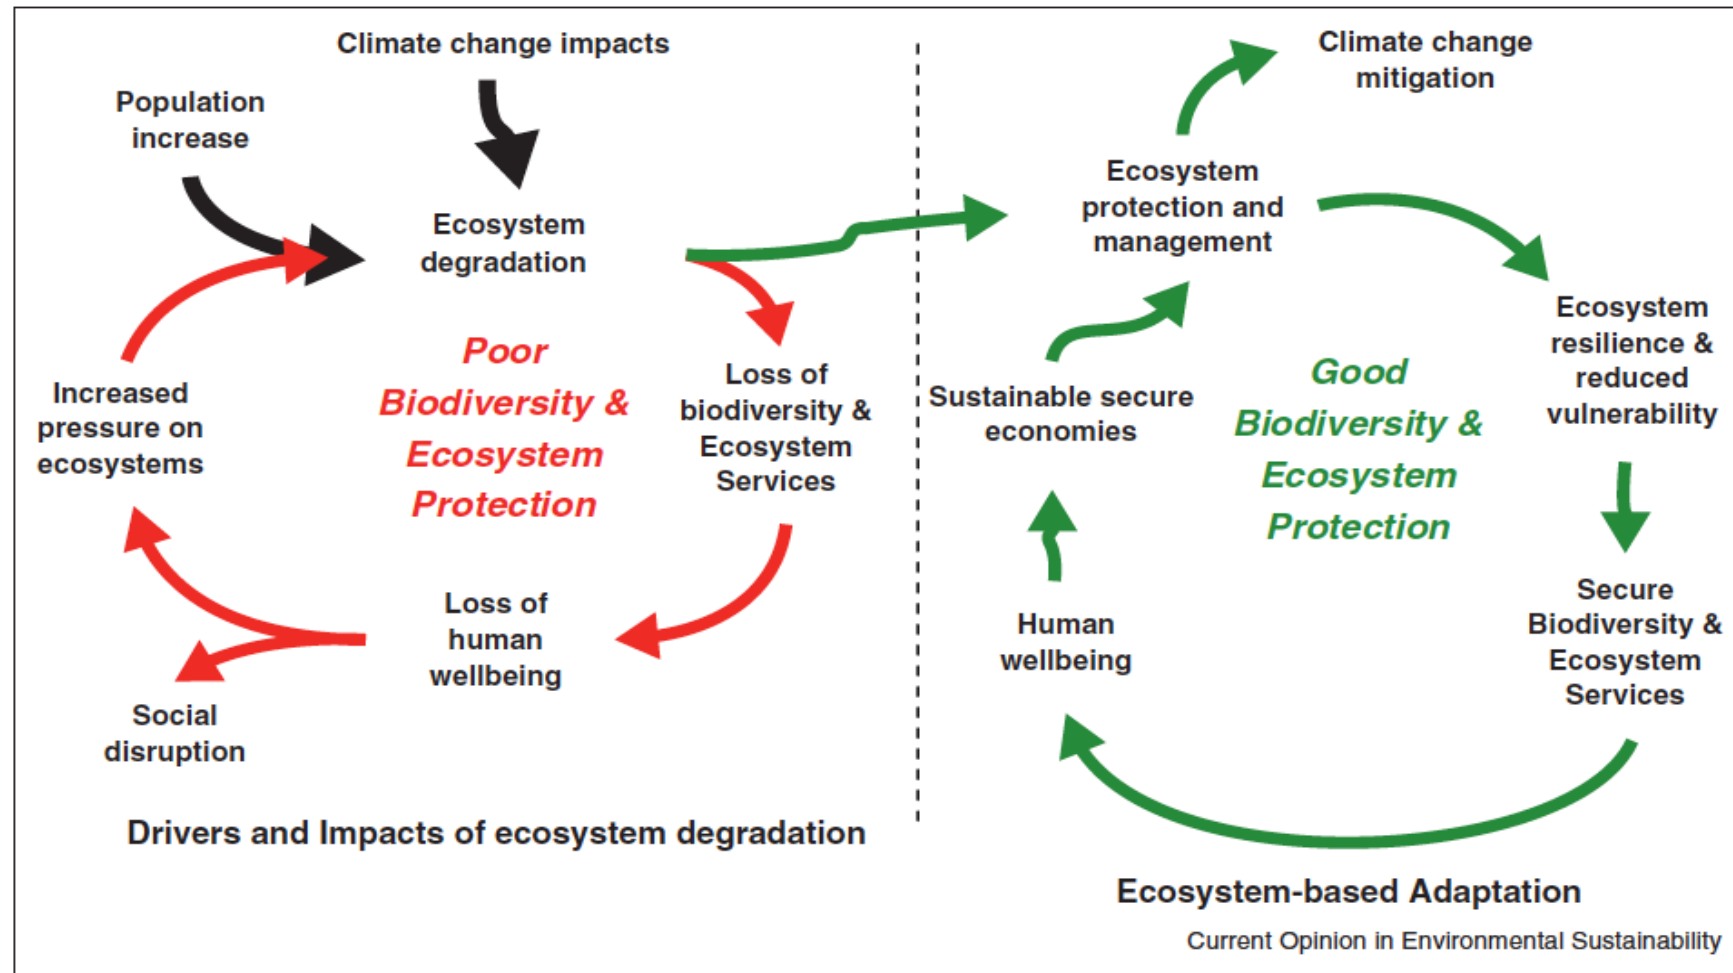 Climate change impacts
Population
increase
Ecosystem
degradation
Poor
Biodiversity &
Ecosystem
Protection
Loss of
biodiversity &
Ecosystem
Services
Increased
pressure on
ecosystems
Loss of
human
wellbeing
Social
disruption
Drivers and Impacts of ecosystem degradation
Climate change
mitigation
Ecosystem
protection and
management
Ecosystem
resilience &
reduced
vulnerability
Sustainable secure
economies
Good
Biodiversity &
Ecosystem
Protection
Human
wellbeing
Secure
Biodiversity &
Ecosystem
Services
Ecosystem-based Adaptation
Current Opinion in Environmental Sustainability